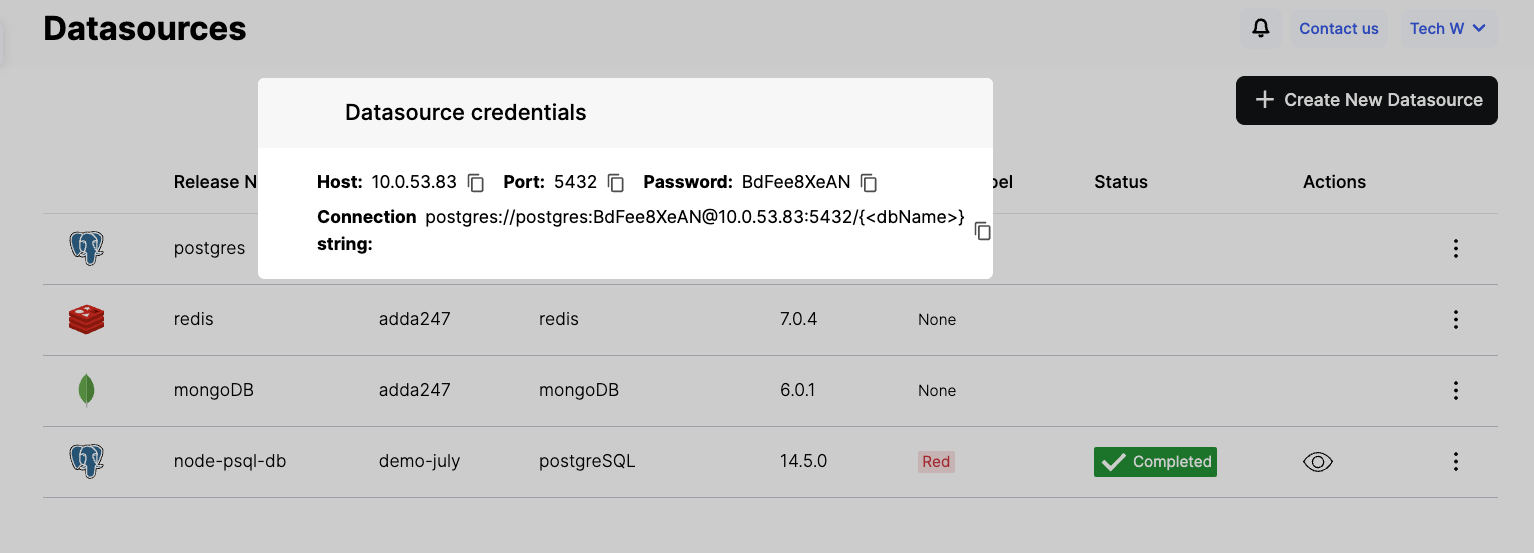 Datasources
Contact us
Tech W
Create New Datasource
Datasource credentials
Host: 10.0.53.83 Port: 5432 Password: BdFee8XeAN
Connection string: postgres://postgres:BdFee8XeAN@10.0.53.83:5432/{<dbName>}
Release N
Status Actions
postgres
redis adda247 redis 7.0.4 None
mongoDB adda247 mongoDB 6.0.1 None
node-psql-db demo-july postgreSQL 14.5.0 Red Completed